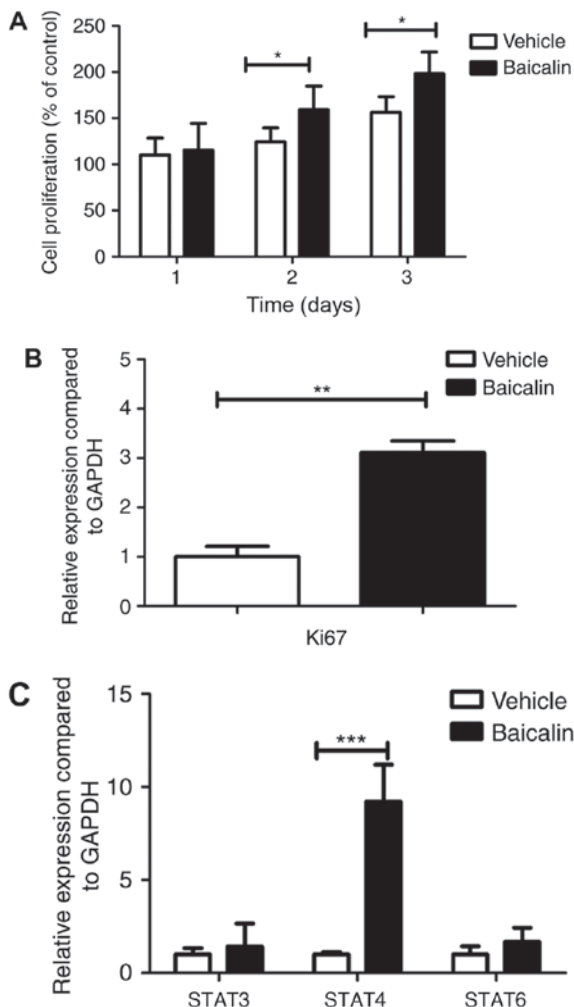 A
Cell proliferation (% of control)
250
200
150
100
50
0
*
*
Vehicle
Baicalin
1
2
3
Time (days)
B
Relative expression compared
to GAPDH
5
4
3
2
1
0
**
Vehicle
Baicalin
Ki67
C
Relative expression compared
to GAPDH
15
10
5
0
***
Vehicle
Baicalin
STAT3
STAT4
STAT6